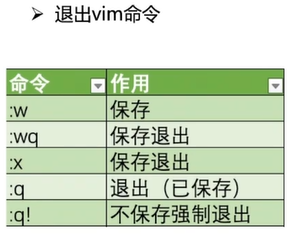 ➢ 退出vim命令
命令 作用
:w 保存
:wq 保存退出
:x 保存退出
:q 退出（已保存）
:q! 不保存强制退出